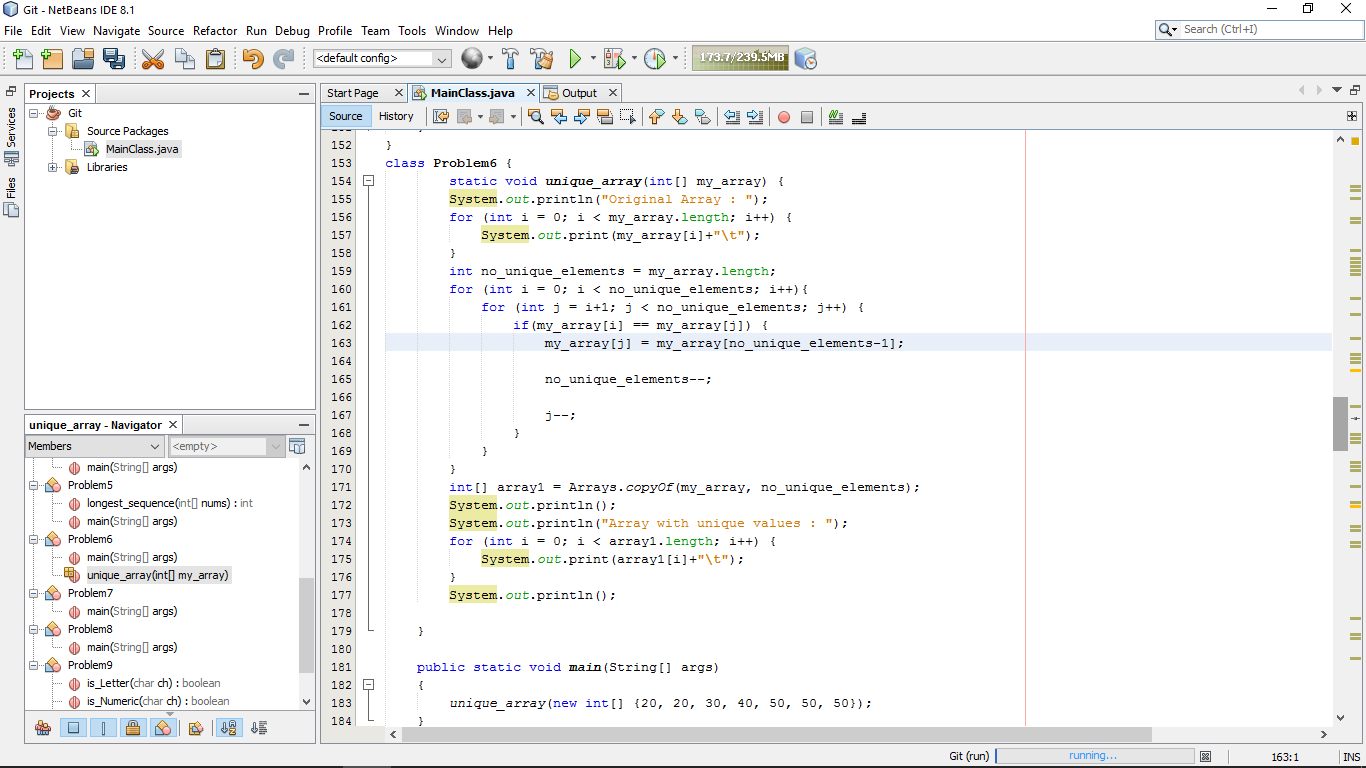 Git - NetBeans IDE 8.1
File Edit View Navigate Source Refactor Run Debug Profile Team Tools Window Help
Search (Ctrl+I)
<default config>
173.7/239.5MB
Services
Files
Projects
Git
Source Packages
MainClass.java
Libraries
unique_array - Navigator
Members
<empty>
main(String[] args)
Problem5
longest_sequence(int[] nums) : int
main(String[] args)
Problem6
main(String[] args)
unique_array(int[] my_array)
Problem7
main(String[] args)
Problem8
main(String[] args)
Problem9
is_Letter(char ch) : boolean
is_Numeric(char ch) : boolean
Start Page MainClass.java Output
Source History
152 }
153 class Problem6 {
154 static void unique_array(int[] my_array) {
155 System.out.println("Original Array : ");
156 for (int i = 0; i < my_array.length; i++) {
157 System.out.print(my_array[i]+"\t");
158 }
159 int no_unique_elements = my_array.length;
160 for (int i = 0; i < no_unique_elements; i++){
161 for (int j = i+1; j < no_unique_elements; j++) {
162 if(my_array[i] == my_array[j]) {
163 my_array[j] = my_array[no_unique_elements-1];
164
165 no_unique_elements--;
166
167 j--;
168 }
169 }
170 }
171 int[] array1 = Arrays.copyOf(my_array, no_unique_elements);
172 System.out.println();
173 System.out.println("Array with unique values : ");
174 for (int i = 0; i < array1.length; i++) {
175 System.out.print(array1[i]+"\t");
176 }
177 System.out.println();
178
179 }
180
181 public static void main(String[] args)
182 {
183 unique_array(new int[] {20, 20, 30, 40, 50, 50, 50});
184 }
Git (run) running... 163:1 INS